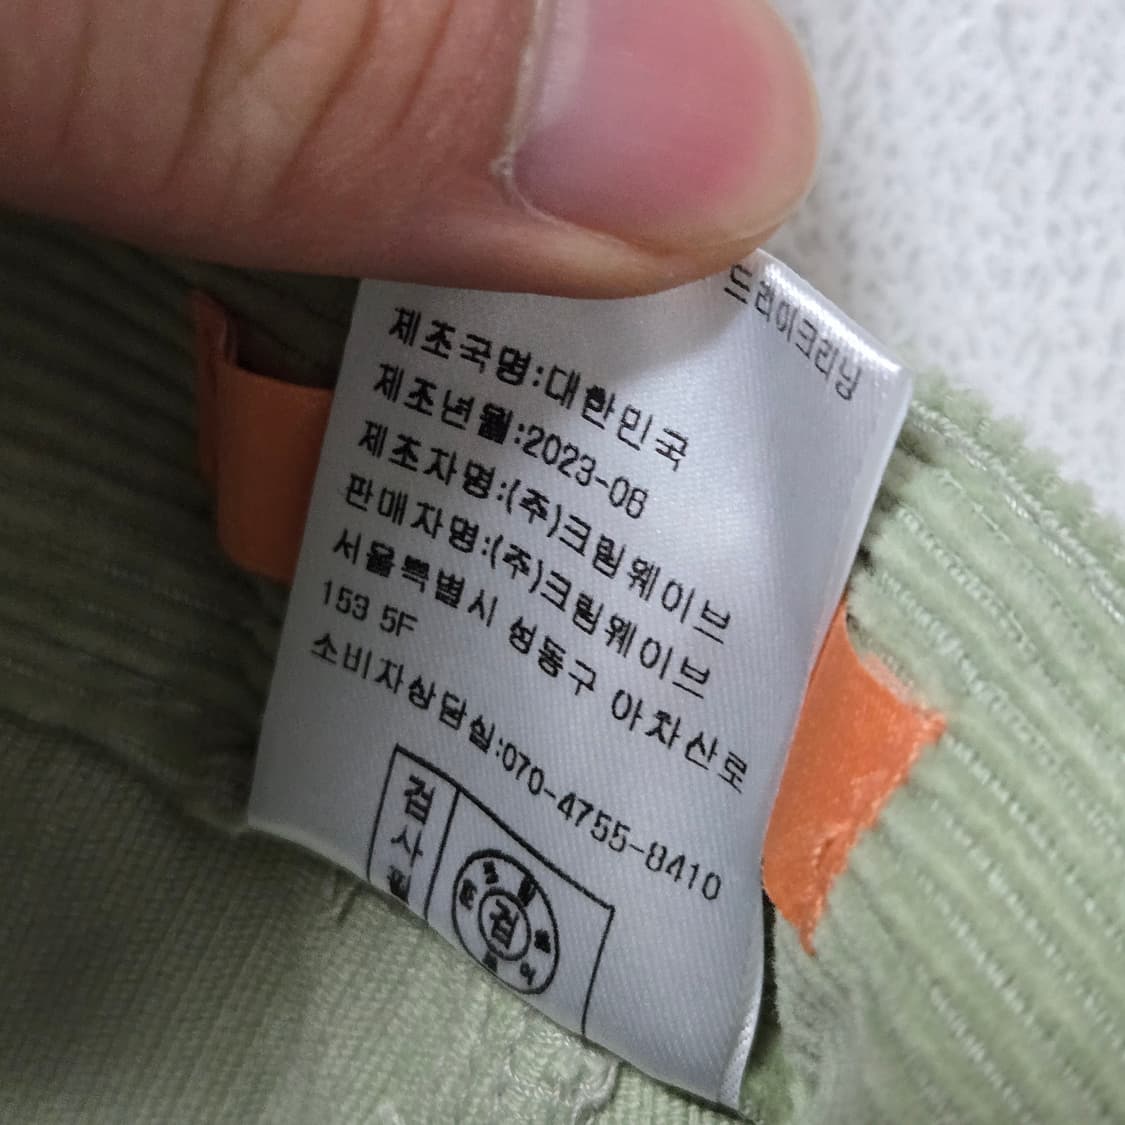 드라이크리닝
제조국명:대한민국
제조년월:2023-08
제조자명:(주)크림웨이브
판매자명:(주)크림웨이브
서울특별시 성동구 아차산로
153 5F
소비자상담실:070-4755-8410
검사필
검